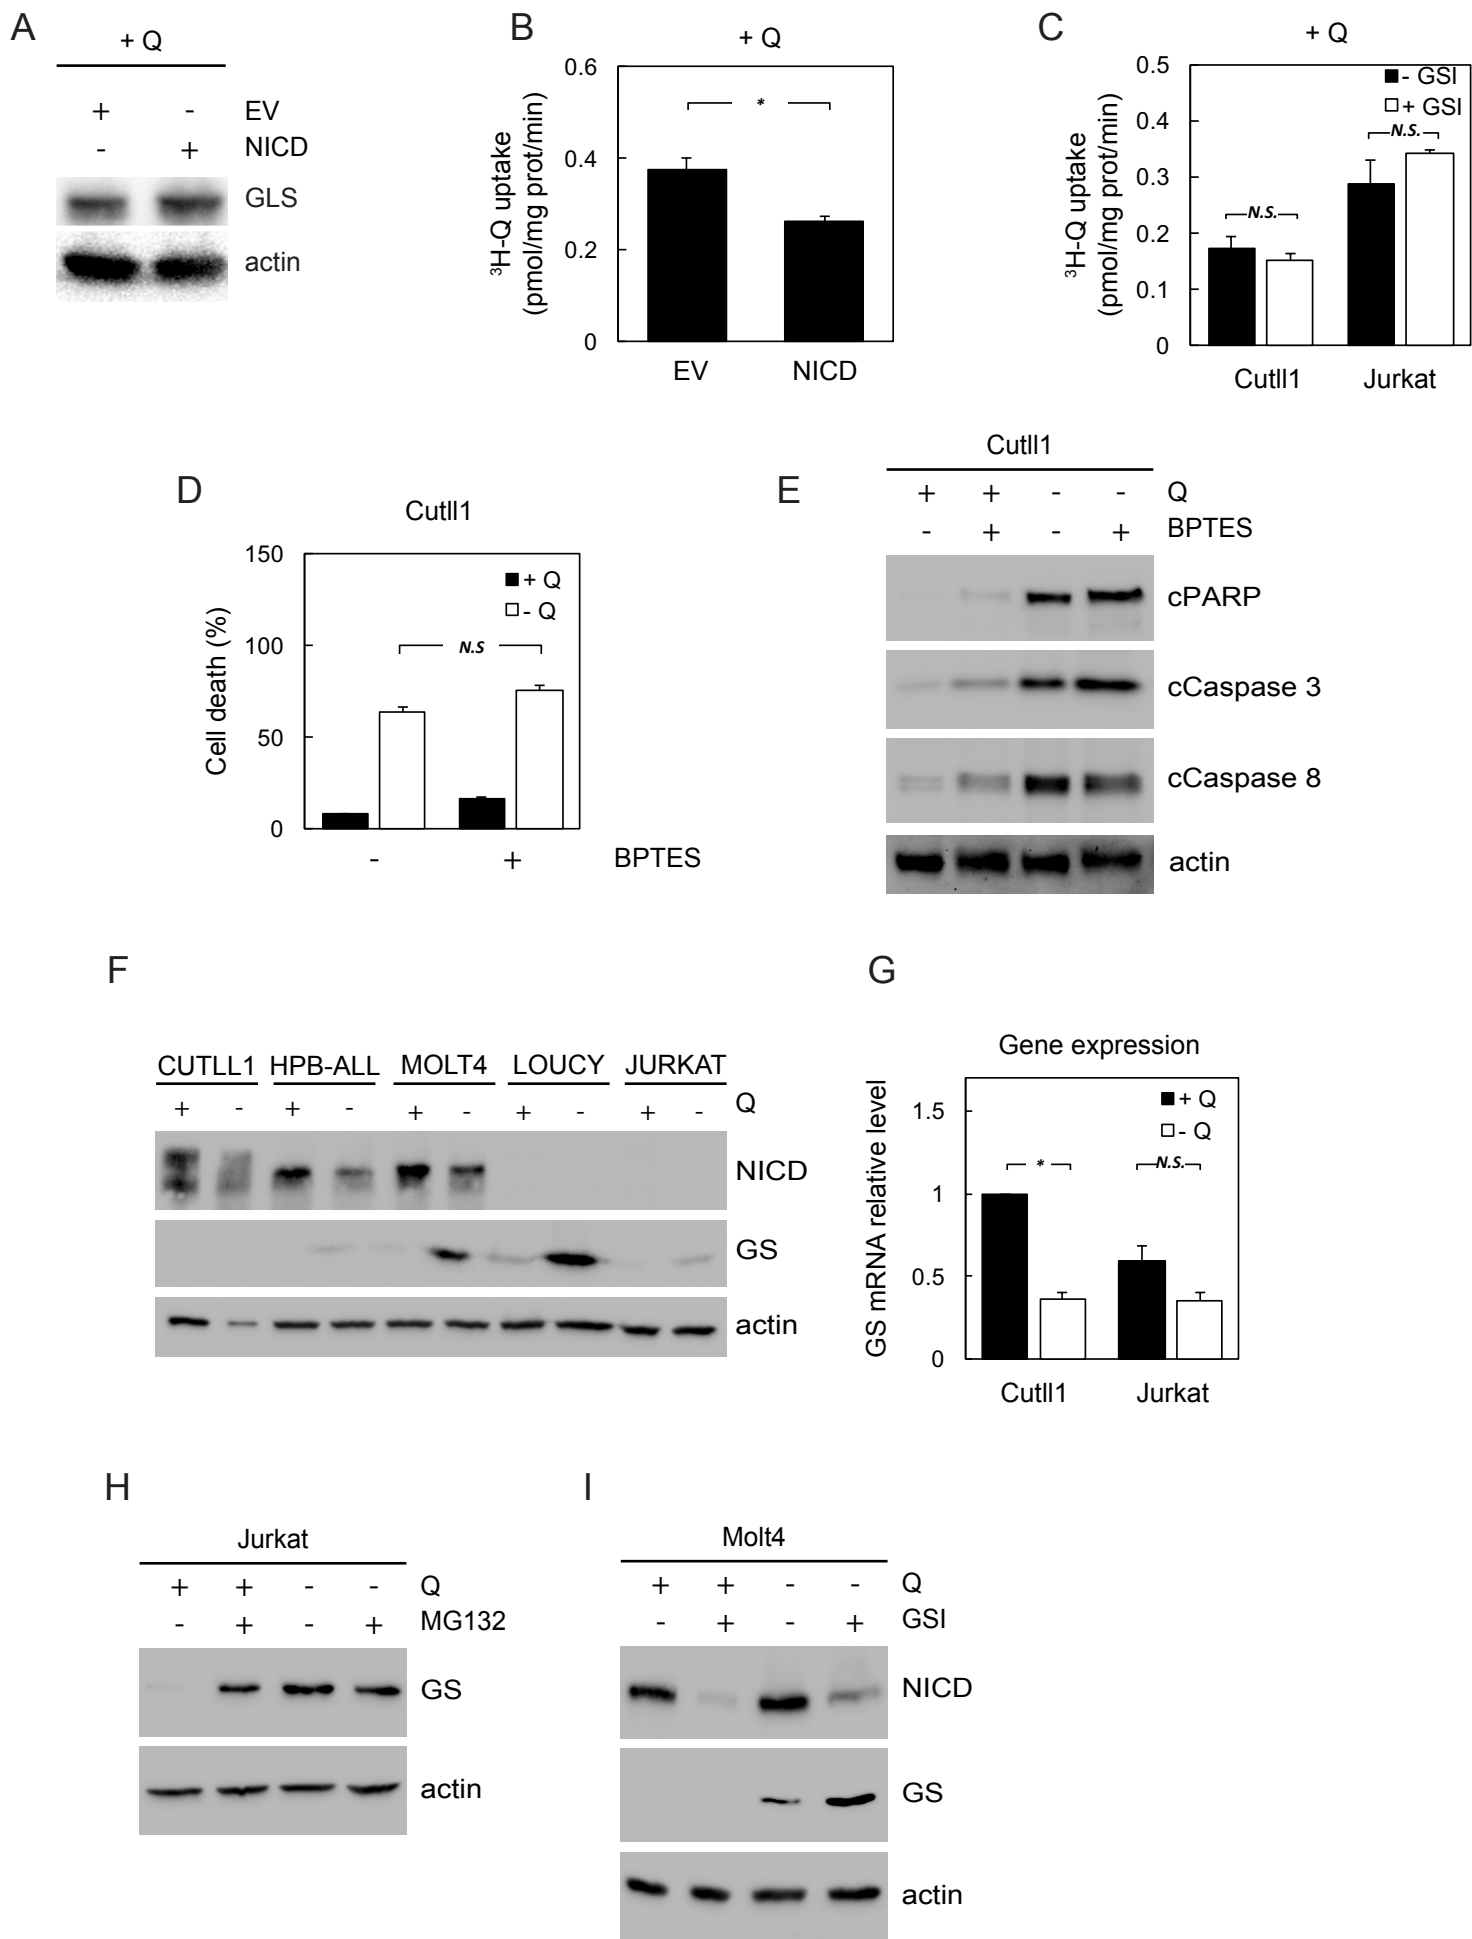 A
+ Q
+ - EV
- + NICD
GLS
actin
B
+ Q
³H-Q uptake
(pmol/mg prot/min)
0.6
0.4
0.2
0
*
EV NICD
C
+ Q
³H-Q uptake
(pmol/mg prot/min)
0.5
0.4
0.3
0.2
0.1
0
- GSI
+ GSI
N.S.
N.S.
Cutll1 Jurkat
D
Cutll1
Cell death (%)
150
100
50
0
+ Q
- Q
N.S
- + BPTES
E
Cutll1
+ + - - Q
- + - + BPTES
cPARP
cCaspase 3
cCaspase 8
actin
F
CUTLL1 HPB-ALL MOLT4 LOUCY JURKAT
+ - + - + - + - + - Q
NICD
GS
actin
G
Gene expression
GS mRNA relative level
1.5
1
0.5
0
+ Q
- Q
*
N.S.
Cutll1 Jurkat
H
Jurkat
+ + - - Q
- + - + MG132
GS
actin
I
Molt4
+ + - - Q
- + - + GSI
NICD
GS
actin